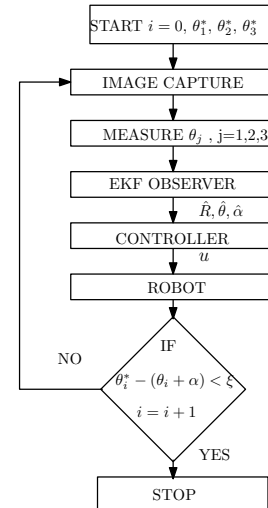 START i = 0, θ₁*, θ₂*, θ₃*
IMAGE CAPTURE
MEASURE θⱼ , j=1,2,3
EKF OBSERVER
R̂, θ̂, α̂
CONTROLLER
u
ROBOT
IF
NO
θᵢ* − (θᵢ + α) < ξ
i = i + 1
YES
STOP